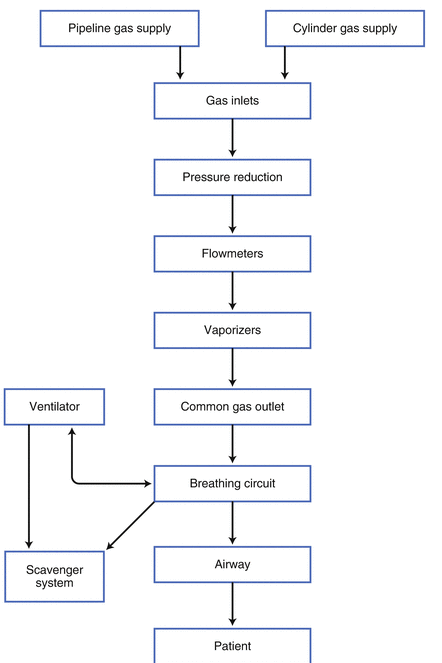 Pipeline gas supply
Cylinder gas supply
Gas inlets
Pressure reduction
Flowmeters
Vaporizers
Ventilator
Common gas outlet
Breathing circuit
Scavenger
system
Airway
Patient